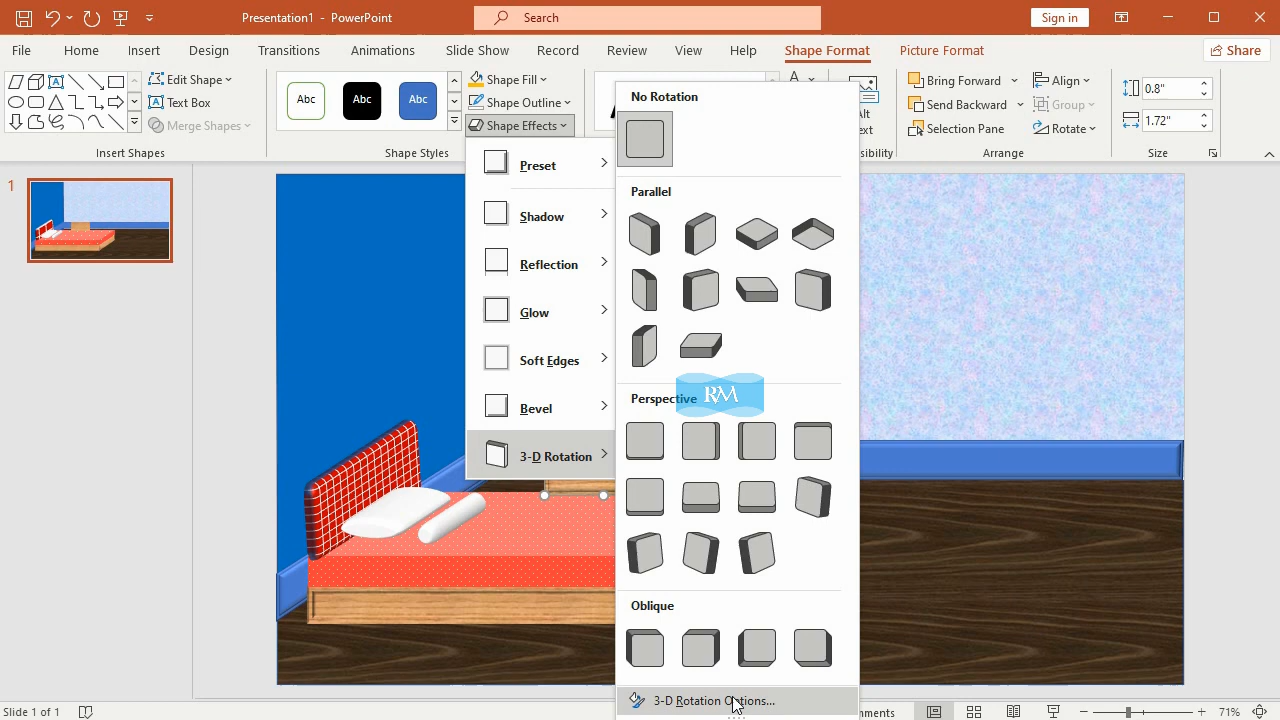 Presentation1 - PowerPoint
Search
Sign in
File
Home
Insert
Design
Transitions
Animations
Slide Show
Record
Review
View
Help
Shape Format
Picture Format
Share
Edit Shape
Text Box
Merge Shapes
Insert Shapes
Abc
Abc
Abc
Shape Fill
Shape Outline
Shape Effects
Shape Styles
A
Bring Forward
Send Backward
Selection Pane
Align
Group
Rotate
Arrange
0.8"
1.72"
Size
1
Preset
Shadow
Reflection
Glow
Soft Edges
Bevel
3-D Rotation
No Rotation
Parallel
Perspective
RM
Oblique
3-D Rotation Options...
Slide 1 of 1
71%